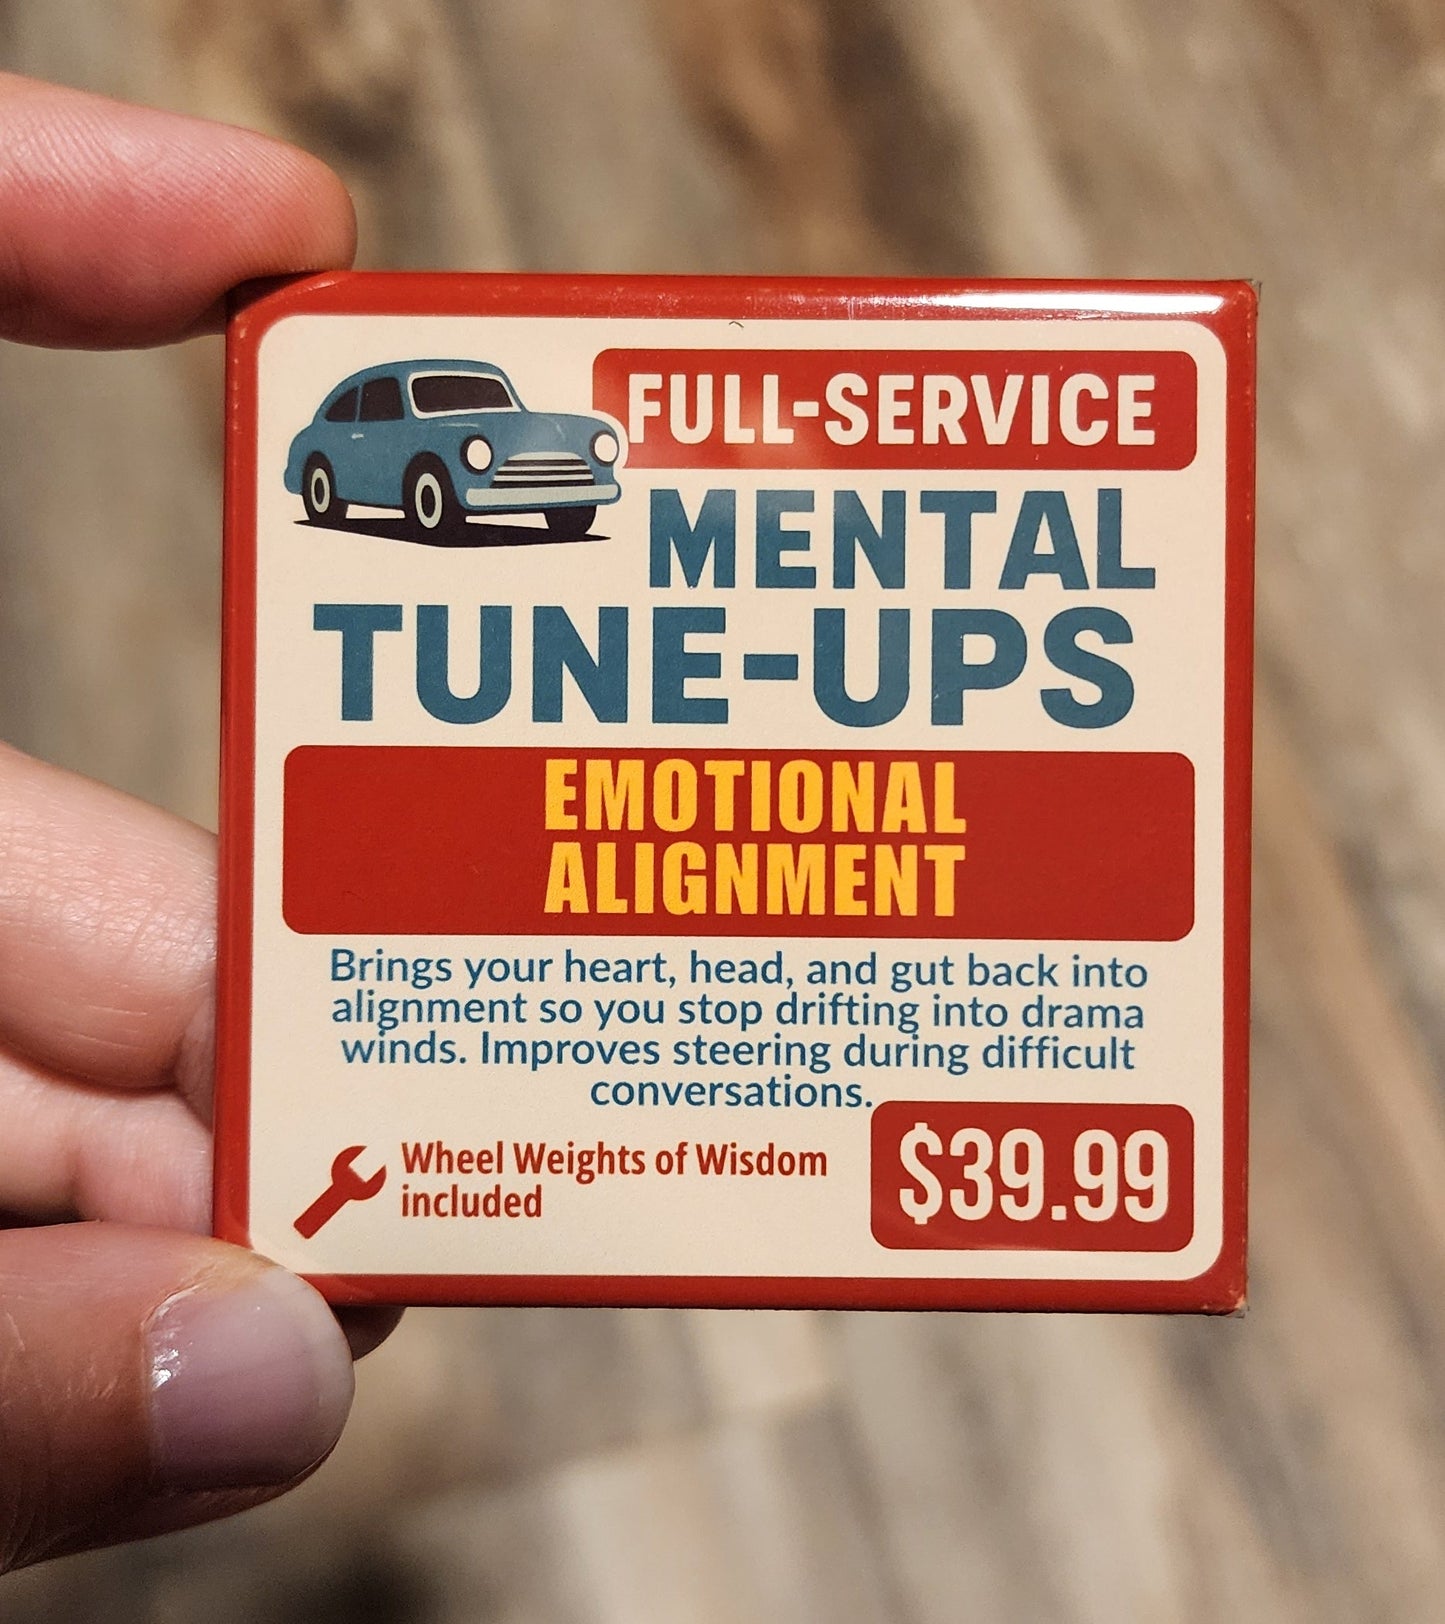 FULL-SERVICE
MENTAL
TUNE-UPS
EMOTIONAL
ALIGNMENT
Brings your heart, head, and gut back into
alignment so you stop drifting into drama
winds. Improves steering during difficult
conversations.
Wheel Weights of Wisdom
included
$39.99